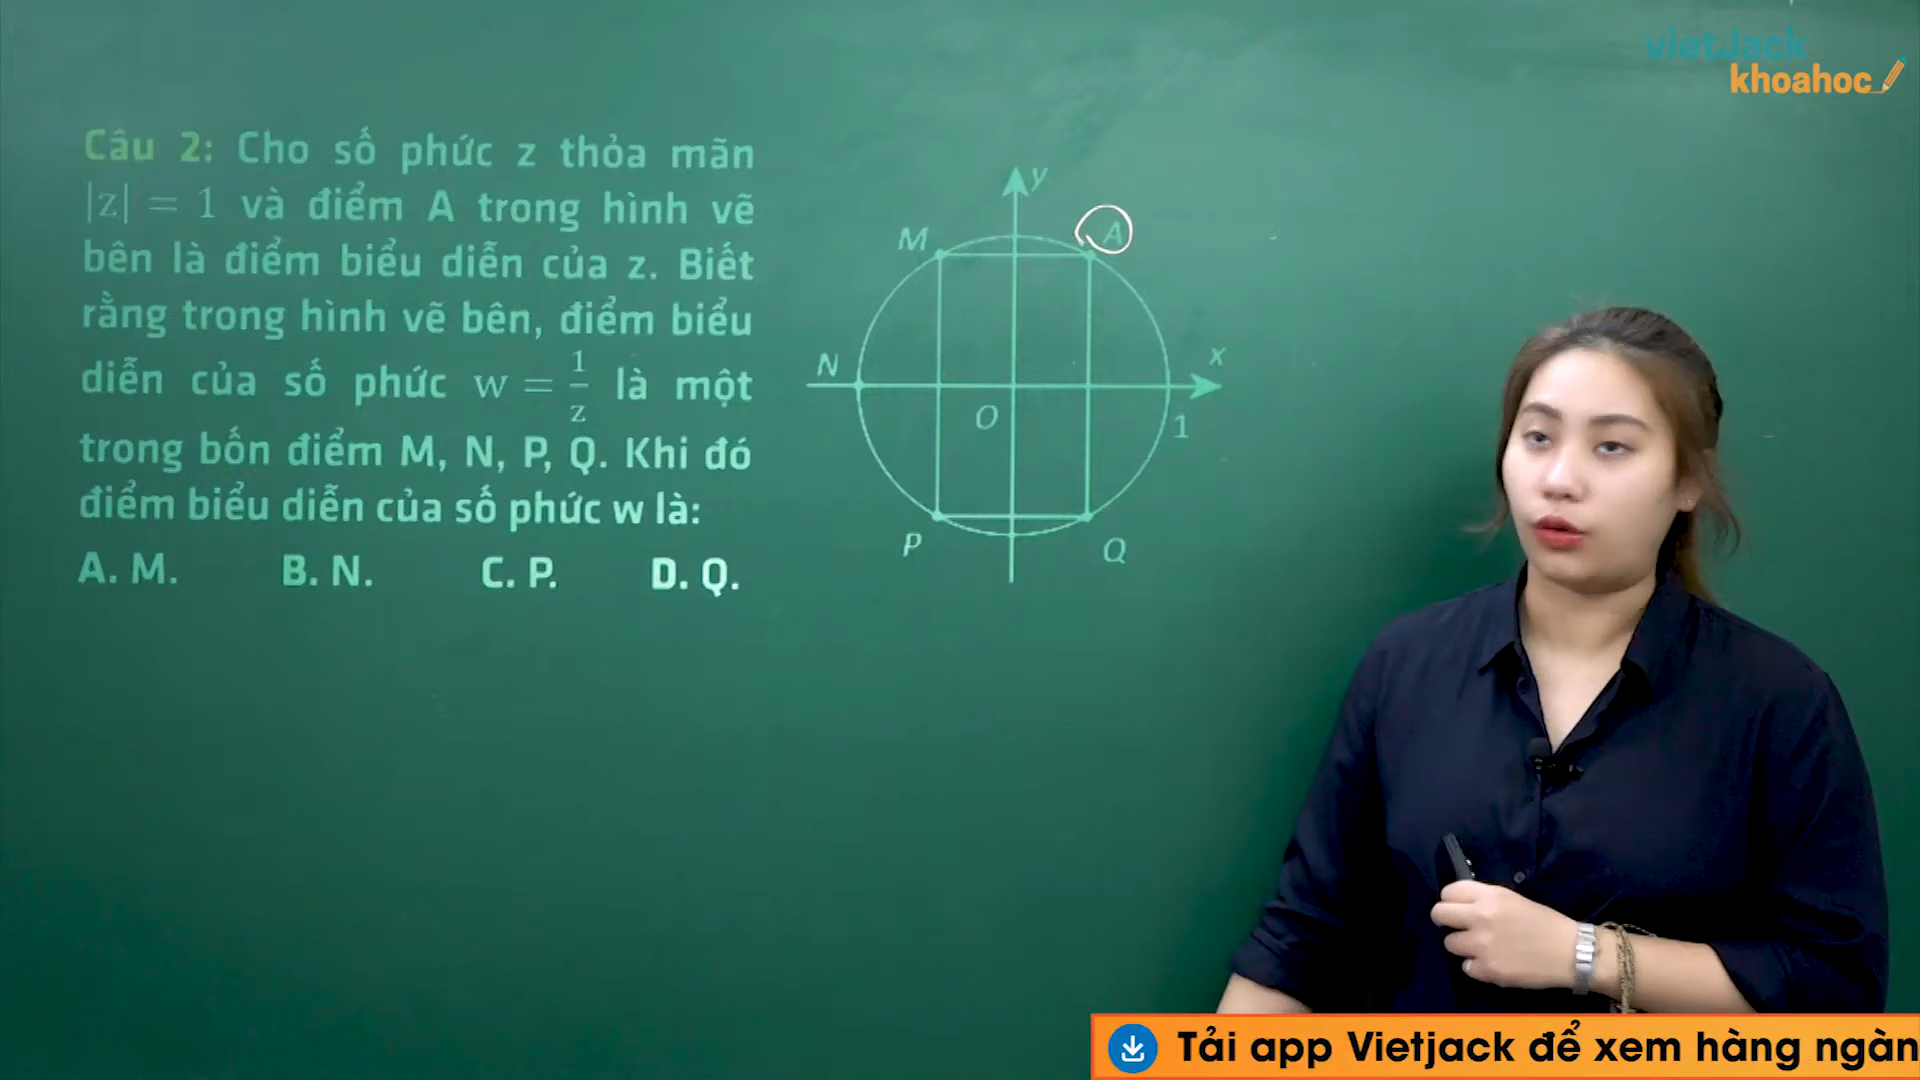 vietJack
khoahoc
Câu 2: Cho số phức z thỏa mãn
|z| = 1 và điểm A trong hình vẽ
bên là điểm biểu diễn của z. Biết
rằng trong hình vẽ bên, điểm biểu
diễn của số phức w = 1/z là một
trong bốn điểm M, N, P, Q. Khi đó
điểm biểu diễn của số phức w là:
A. M. B. N. C. P. D. Q.
y
M A
N x
O 1
P Q
Tải app Vietjack để xem hàng ngàn